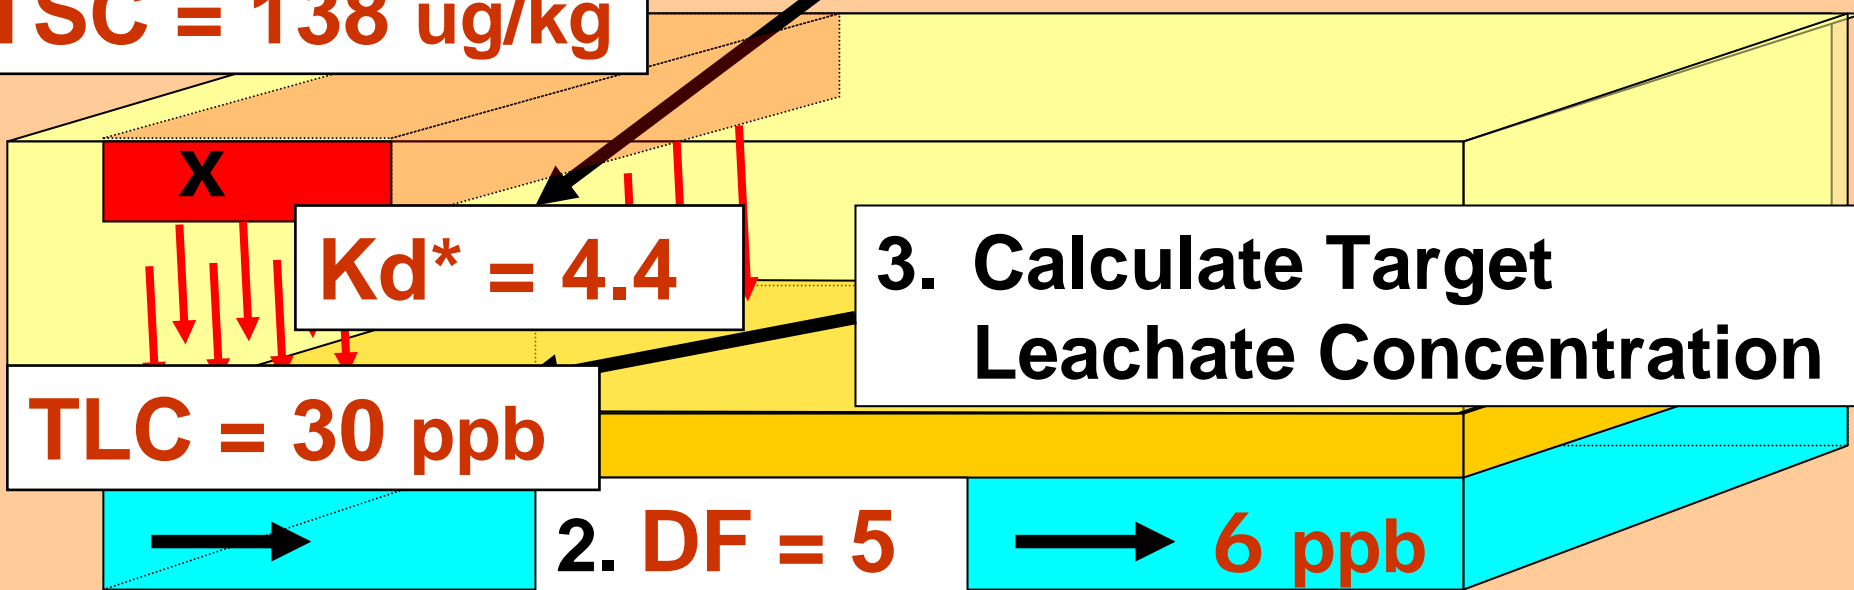 TSC = 138 ug/kg
x
Kd* = 4.4
3. Calculate Target
Leachate Concentration
TLC = 30 ppb
2. DF = 5
6 ppb